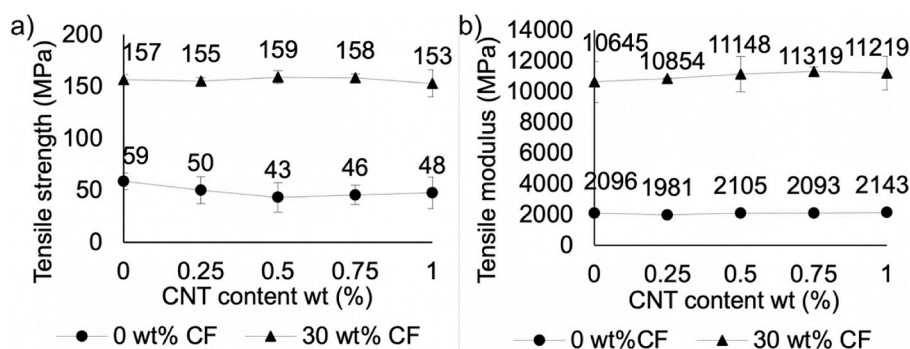 a)
Tensile strength (MPa)
200
150
100
50
0
157 155 159 158 153
59 50 43 46 48
0 0.25 0.5 0.75 1
CNT content wt (%)
0 wt% CF 30 wt% CF
b)
Tensile modulus (MPa)
14000
12000
10000
8000
6000
4000
2000
0
10645 10854 11148 11319 11219
2096 1981 2105 2093 2143
0 0.25 0.5 0.75 1
CNT content wt (%)
0 wt%CF 30 wt% CF